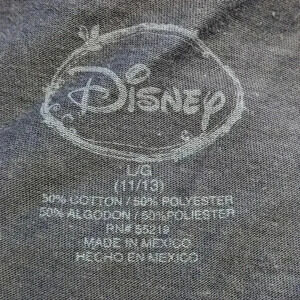 Disney
L/G
(11/13)
50% COTTON / 50% POLYESTER
50% ALGODON / 50% POLIESTER
RN# 55219
MADE IN MEXICO
HECHO EN MEXICO